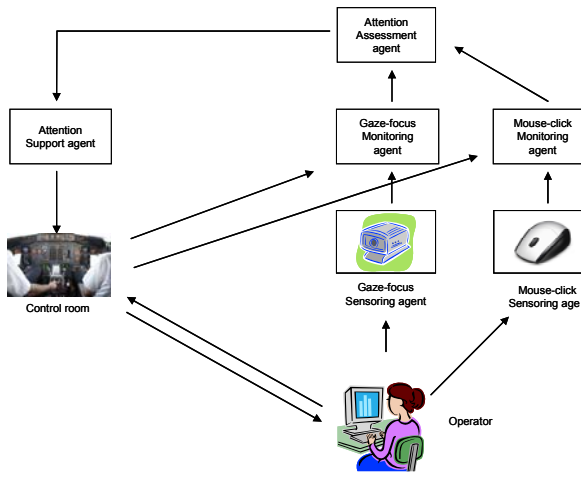 Attention
Assessment
agent
Attention
Support agent
Gaze-focus
Monitoring
agent
Mouse-click
Monitoring
agent
Control room
Gaze-focus
Sensoring agent
Mouse-click
Sensoring age
Operator